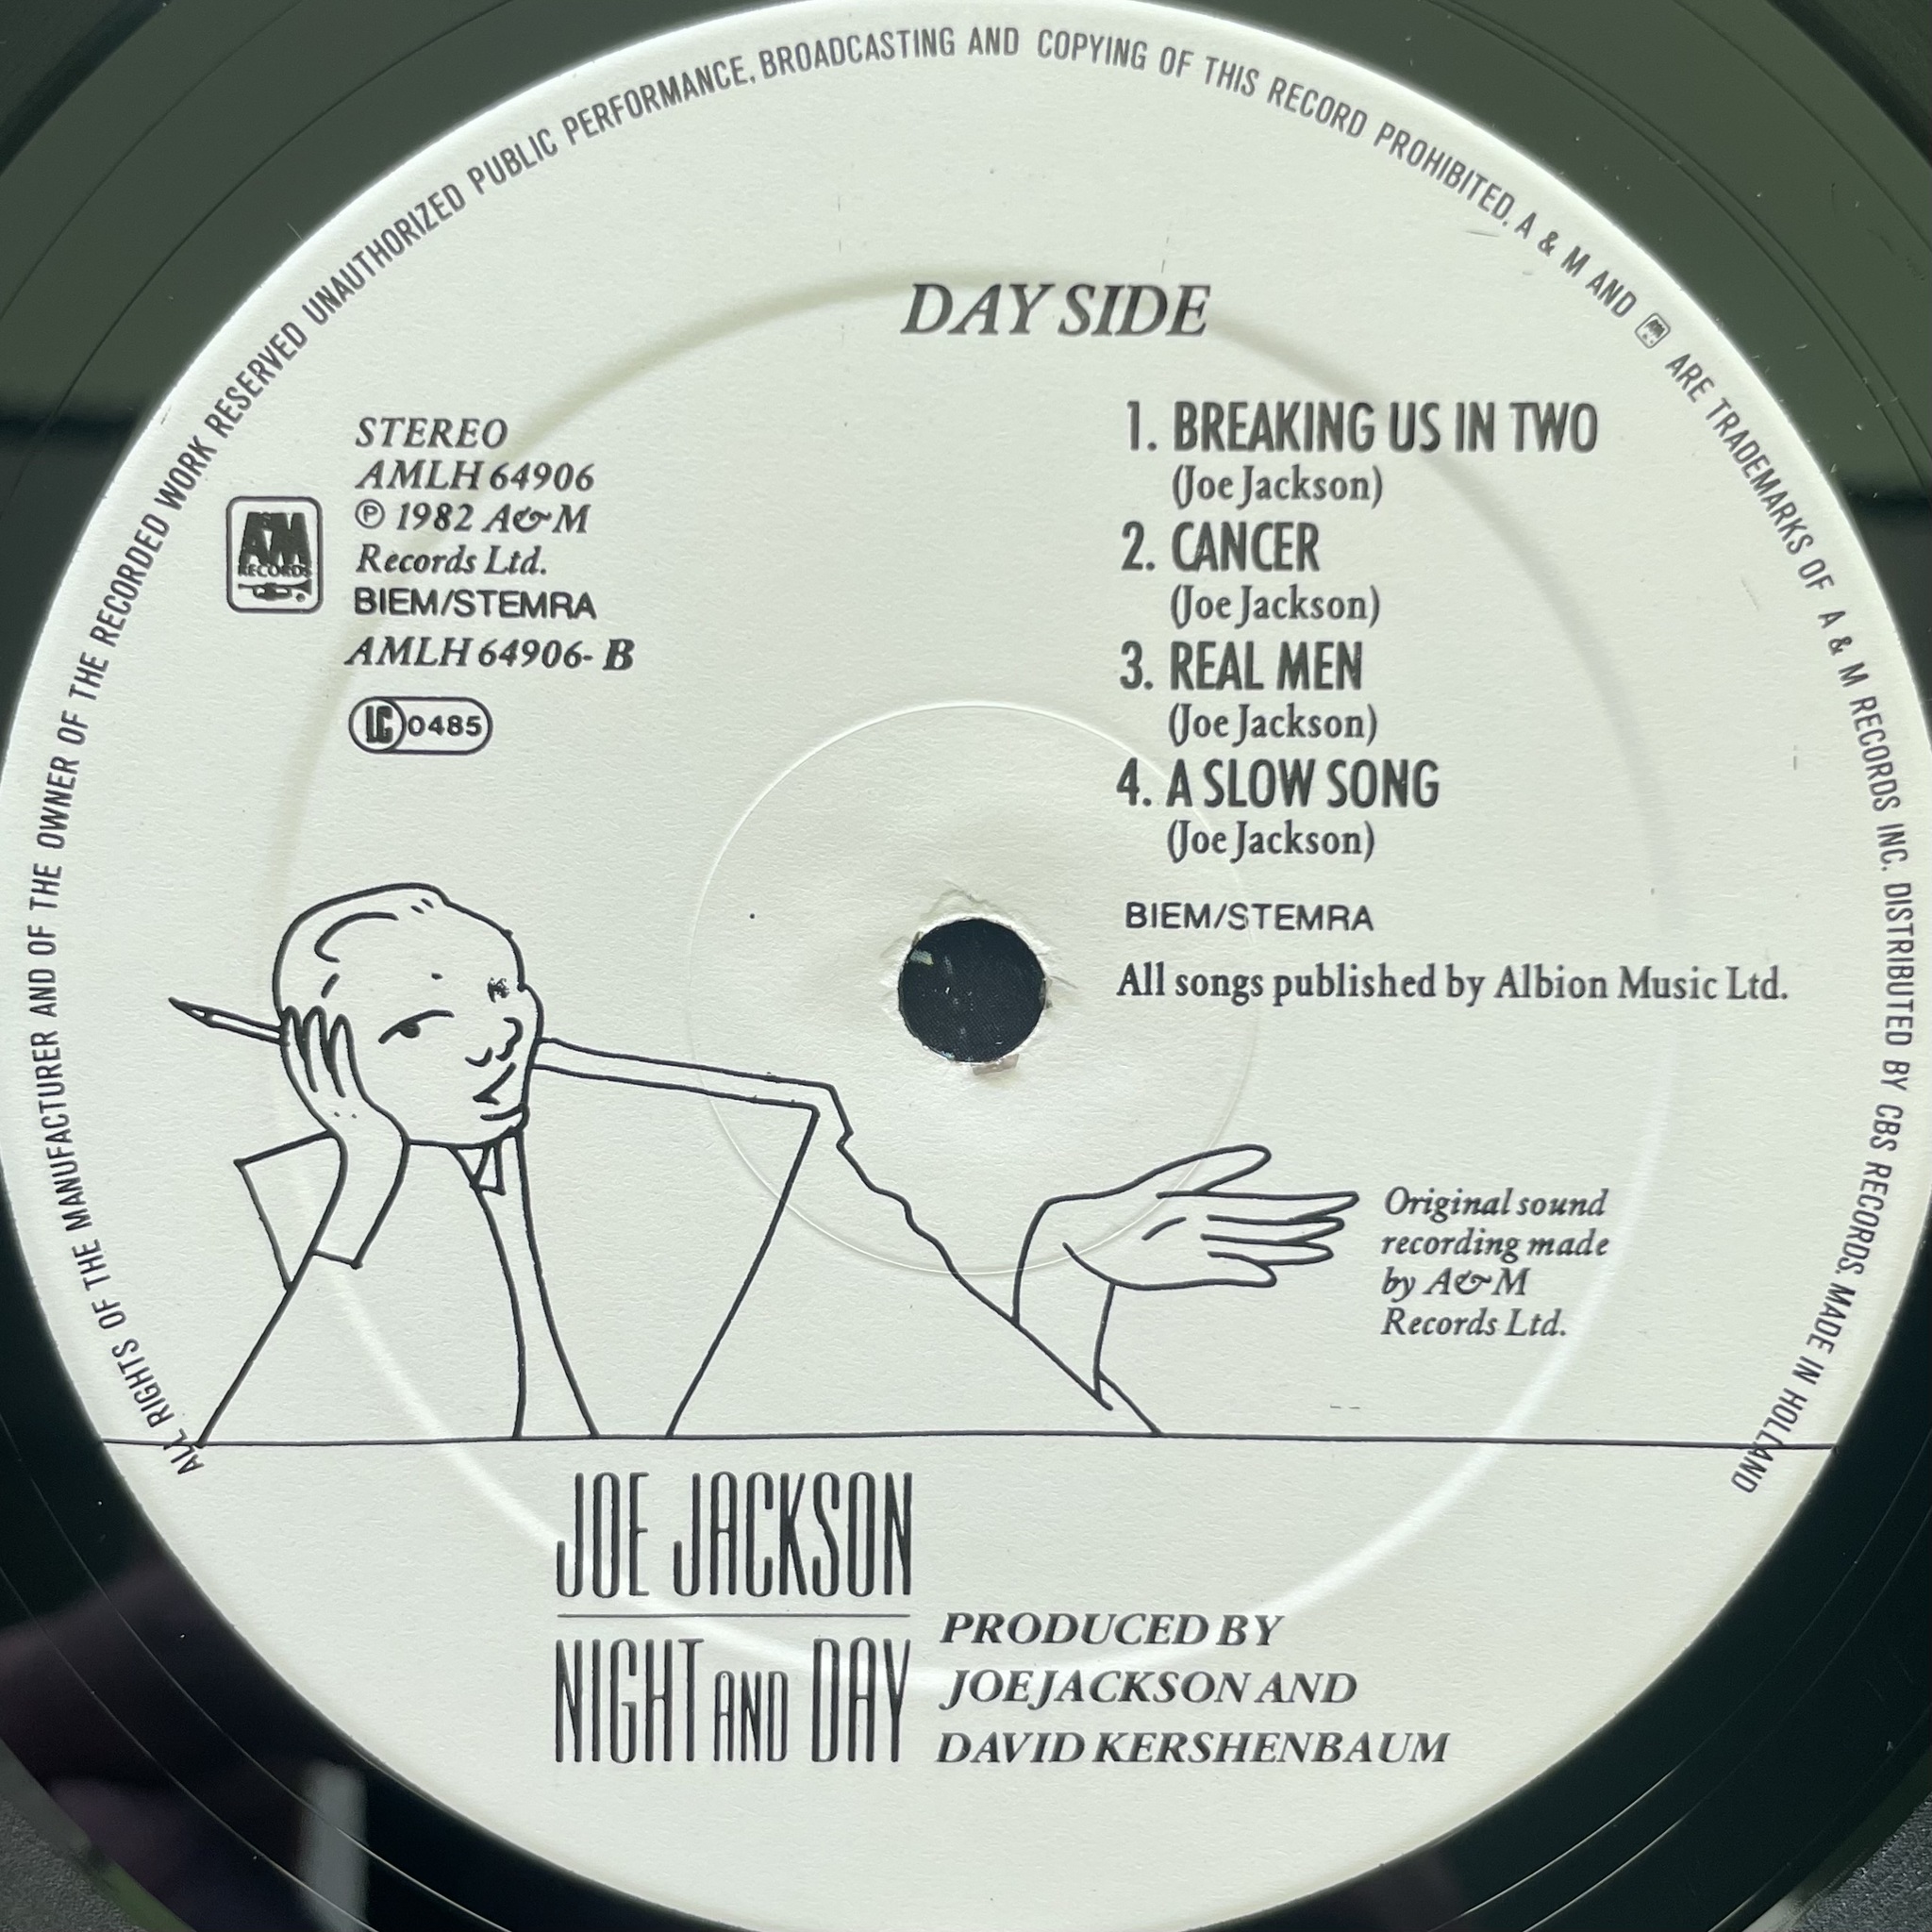 ALL RIGHTS OF THE MANUFACTURER AND OF THE OWNER OF THE RECORDED WORK RESERVED UNAUTHORIZED PUBLIC PERFORMANCE, BROADCASTING AND COPYING OF THIS RECORD PROHIBITED. A & M AND AM ARE TRADEMARKS OF A & M RECORDS INC. DISTRIBUTED BY CBS RECORDS. MADE IN HOLLAND
DAY SIDE
STEREO
AMLH 64906
℗ 1982 A&M
Records Ltd.
BIEM/STEMRA
AMLH 64906- B
LC 0485
AM
RECORDS
1. BREAKING US IN TWO
(Joe Jackson)
2. CANCER
(Joe Jackson)
3. REAL MEN
(Joe Jackson)
4. A SLOW SONG
(Joe Jackson)
BIEM/STEMRA
All songs published by Albion Music Ltd.
Original sound
recording made
by A&M
Records Ltd.
JOE JACKSON
NIGHT AND DAY
PRODUCED BY
JOE JACKSON AND
DAVID KERSHENBAUM